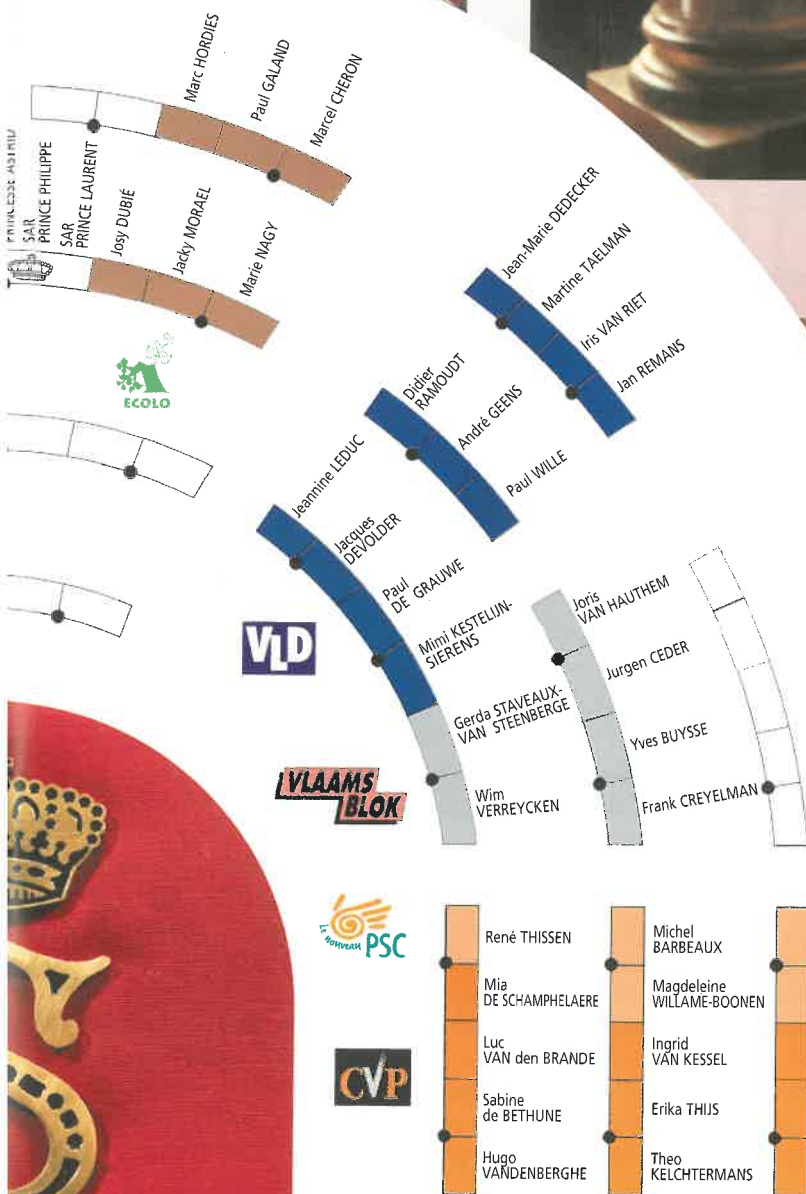 Marc HORDIES
Paul GALAND
Marcel CHERON
PRINCESSE ASTRID
SAR
PRINCE PHILIPPE
SAR
PRINCE LAURENT
Josy DUBIÉ
Jacky MORAEL
Marie NAGY
ECOLO
Jean-Marie DEDECKER
Martine TAELMAN
Iris VAN RIET
Jan REMANS
Didier
RAMOUDT
André GEENS
Paul WILLE
Jeannine LEDUC
Jacques
DEVOLDER
Paul
DE GRAUWE
Mimi KESTELIJN-
SIERENS
VLD
Gerda STAVEAUX-
VAN STEENBERGE
Wim
VERREYCKEN
VLAAMS
BLOK
Joris
VAN HAUTHEM
Jurgen CEDER
Yves BUYSSE
Frank CREYELMAN
Le nouveau PSC
René THISSEN
Mia
DE SCHAMPHELAERE
Luc
VAN den BRANDE
Sabine
de BETHUNE
Hugo
VANDENBERGHE
CVP
Michel
BARBEAUX
Magdeleine
WILLAME-BOONEN
Ingrid
VAN KESSEL
Erika THIJS
Theo
KELCHTERMANS